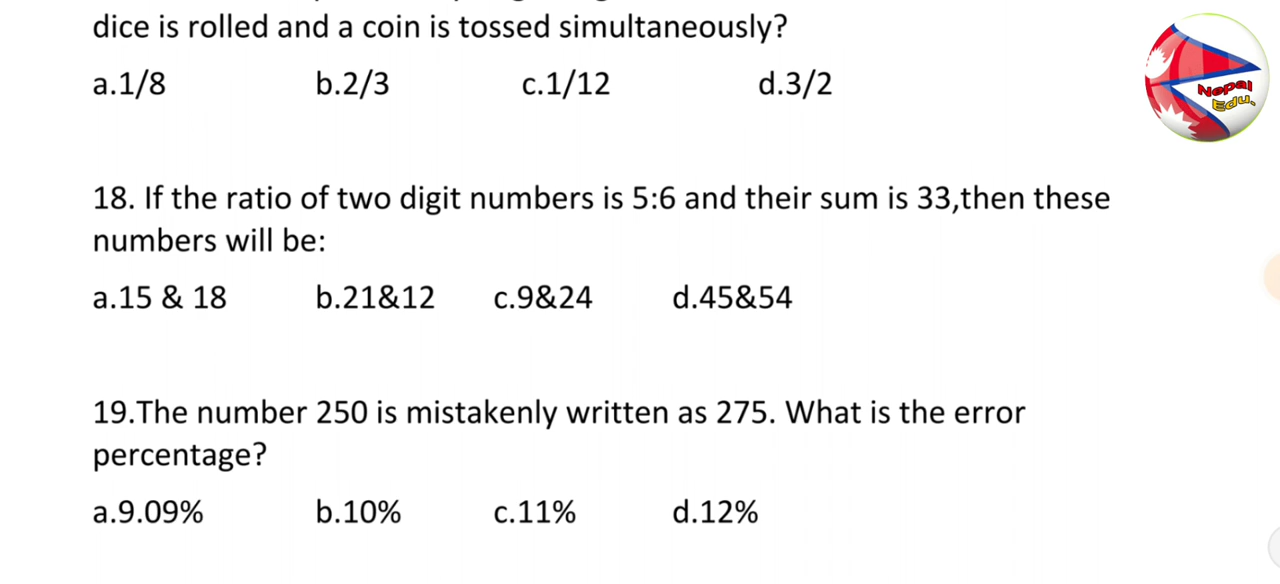 dice is rolled and a coin is tossed simultaneously?
a.1/8 b.2/3 c.1/12 d.3/2
Nepal
Edu.
18. If the ratio of two digit numbers is 5:6 and their sum is 33,then these
numbers will be:
a.15 & 18 b.21&12 c.9&24 d.45&54
19.The number 250 is mistakenly written as 275. What is the error
percentage?
a.9.09% b.10% c.11% d.12%